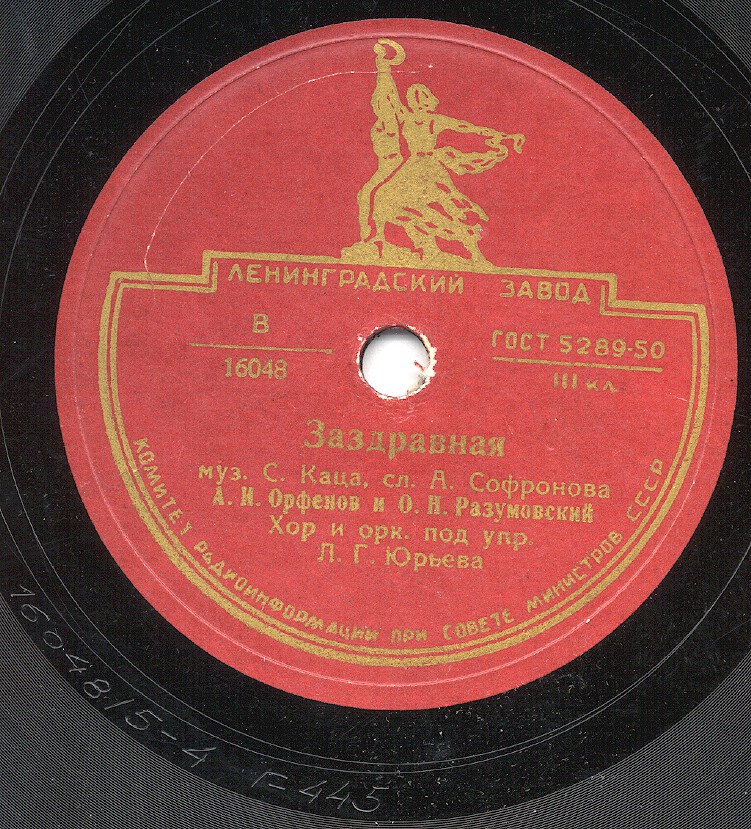 ЛЕНИНГРАДСКИЙ ЗАВОД
В
16048
ГОСТ 5289-50
III кл.
Заздравная
муз. С. Каца, сл. А. Софронова
А. И. Орфенов и О. Н. Разумовский
Хор и орк. под упр.
Л. Г. Юрьева
КОМИТЕТ РАДИОИНФОРМАЦИИ ПРИ СОВЕТЕ МИНИСТРОВ СССР
16048/5-4 F-445